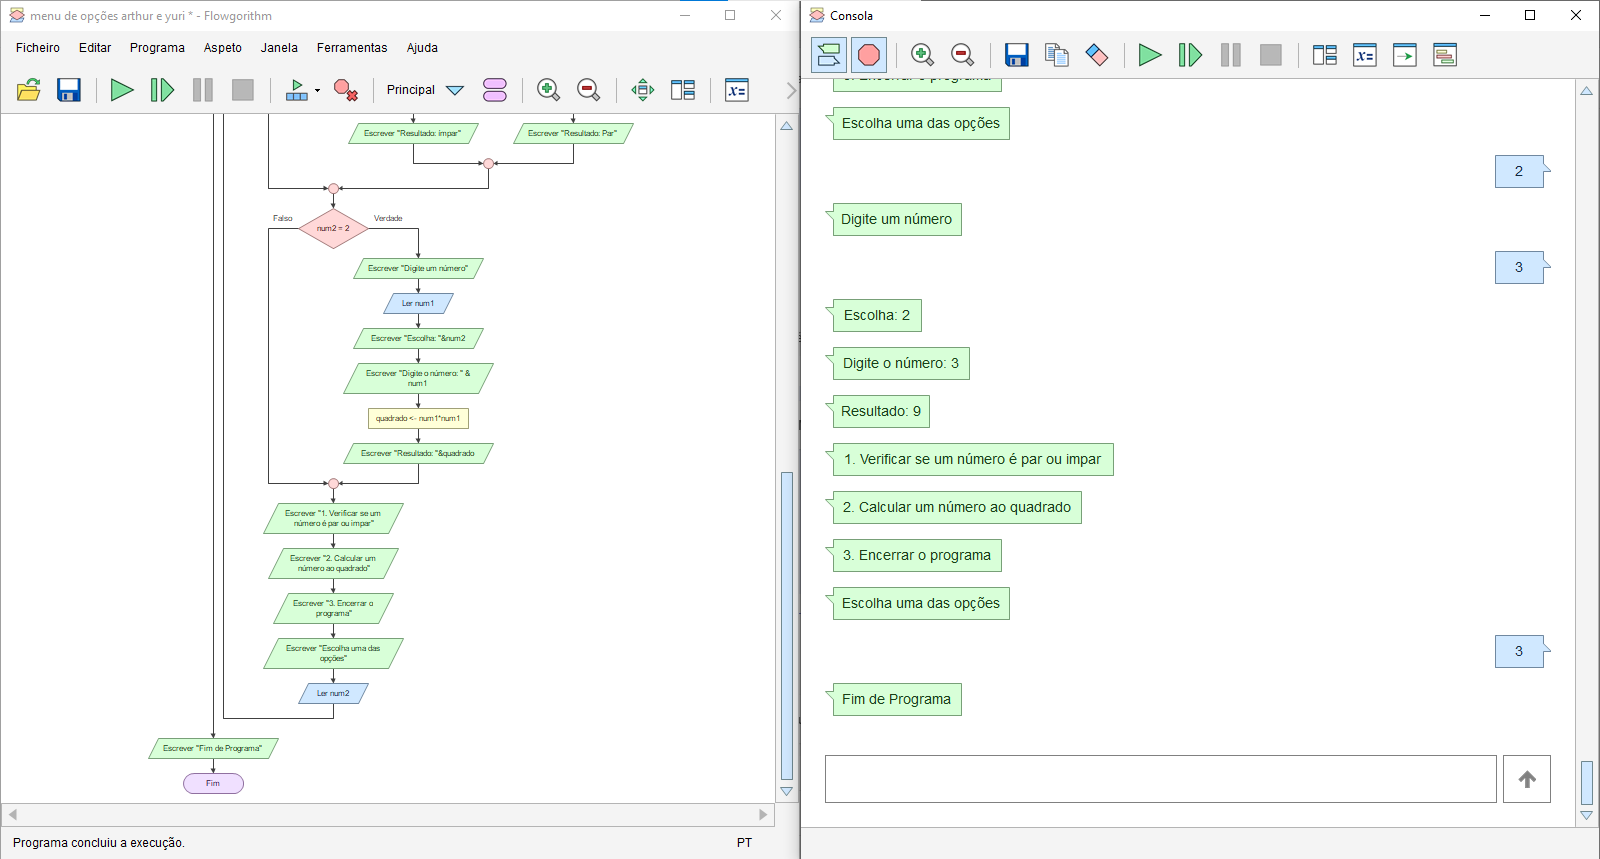 menu de opções arthur e yuri * - Flowgorithm
Ficheiro Editar Programa Aspeto Janela Ferramentas Ajuda
Principal
x=
Escrever "Resultado: impar"
Escrever "Resultado: Par"
Falso
Verdade
num2 = 2
Escrever "Digite um número"
Ler num1
Escrever "Escolha: "&num2
Escrever "Digite o número: " &
num1
quadrado <-- num1*num1
Escrever "Resultado: "&quadrado
Escrever "1. Verificar se um
número é par ou impar"
Escrever "2. Calcular um
número ao quadrado"
Escrever "3. Encerrar o
programa"
Escrever "Escolha uma das
opções"
Ler num2
Escrever "Fim de Programa"
Fim
Programa concluiu a execução.
PT
Consola
x=
3. Encerrar o programa
Escolha uma das opções
2
Digite um número
3
Escolha: 2
Digite o número: 3
Resultado: 9
1. Verificar se um número é par ou impar
2. Calcular um número ao quadrado
3. Encerrar o programa
Escolha uma das opções
3
Fim de Programa